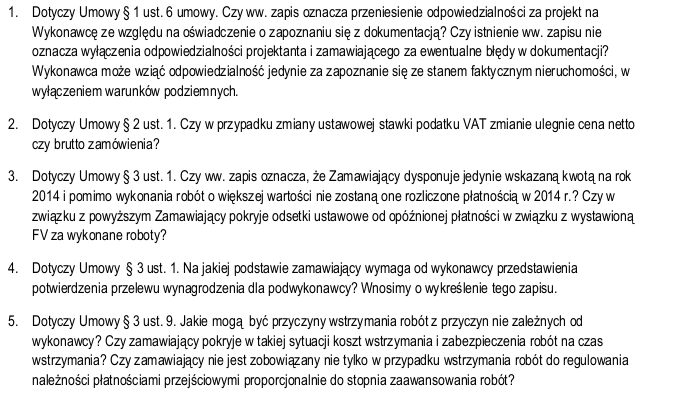 1. Dotyczy Umowy § 1 ust. 6 umowy. Czy ww. zapis oznacza przeniesienie odpowiedzialności za projekt na
Wykonawcę ze względu na oświadczenie o zapoznaniu się z dokumentacją? Czy istnienie ww. zapisu nie
oznacza wyłączenia odpowiedzialności projektanta i zamawiającego za ewentualne błędy w dokumentacji?
Wykonawca może wziąć odpowiedzialność jedynie za zapoznanie się ze stanem faktycznym nieruchomości, w
wyłączeniem warunków podziemnych.
2. Dotyczy Umowy § 2 ust. 1. Czy w przypadku zmiany ustawowej stawki podatku VAT zmianie ulegnie cena netto
czy brutto zamówienia?
3. Dotyczy Umowy § 3 ust. 1. Czy ww. zapis oznacza, że Zamawiający dysponuje jedynie wskazaną kwotą na rok
2014 i pomimo wykonania robót o większej wartości nie zostaną one rozliczone płatnością w 2014 r.? Czy w
związku z powyższym Zamawiający pokryje odsetki ustawowe od opóźnionej płatności w związku z wystawioną
FV za wykonane roboty?
4. Dotyczy Umowy § 3 ust. 1. Na jakiej podstawie zamawiający wymaga od wykonawcy przedstawienia
potwierdzenia przelewu wynagrodzenia dla podwykonawcy? Wnosimy o wykreślenie tego zapisu.
5. Dotyczy Umowy § 3 ust. 9. Jakie mogą być przyczyny wstrzymania robót z przyczyn nie zależnych od
wykonawcy? Czy zamawiający pokryje w takiej sytuacji koszt wstrzymania i zabezpieczenia robót na czas
wstrzymania? Czy zamawiający nie jest zobowiązany nie tylko w przypadku wstrzymania robót do regulowania
należności płatnościami przejściowymi proporcjonalnie do stopnia zaawansowania robót?